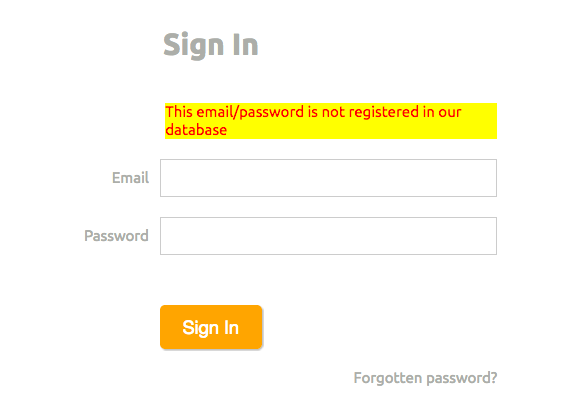 Sign In
This email/password is not registered in our
database
Email
Password
Sign In
Forgotten password?